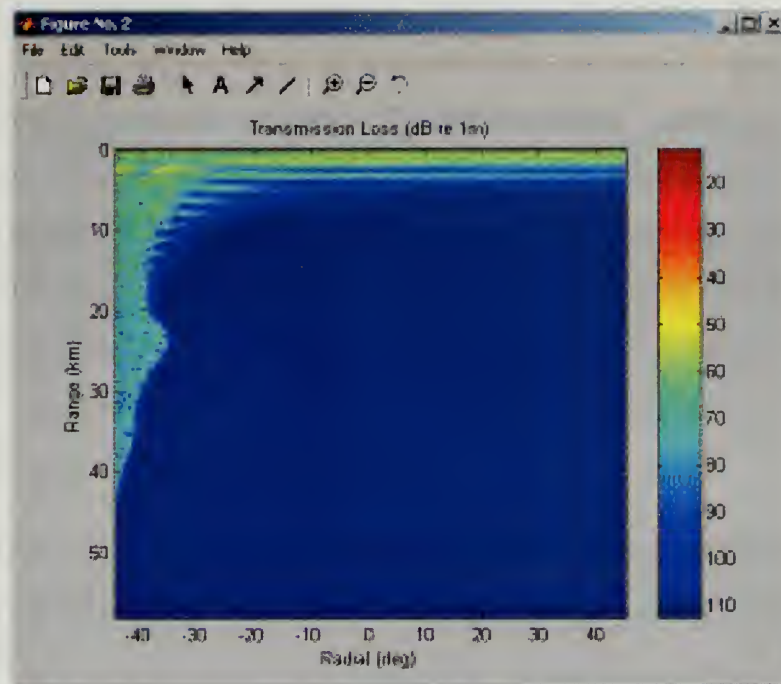 Figure No. 2
File Edit Tools Window Help
A
Transmission Loss (dB re 1m)
0
10
20
30
40
50
Range (km)
-40 -30 -20 -10 0 10 20 30 40
Radial (deg)
20
30
40
50
60
70
80
90
100
110